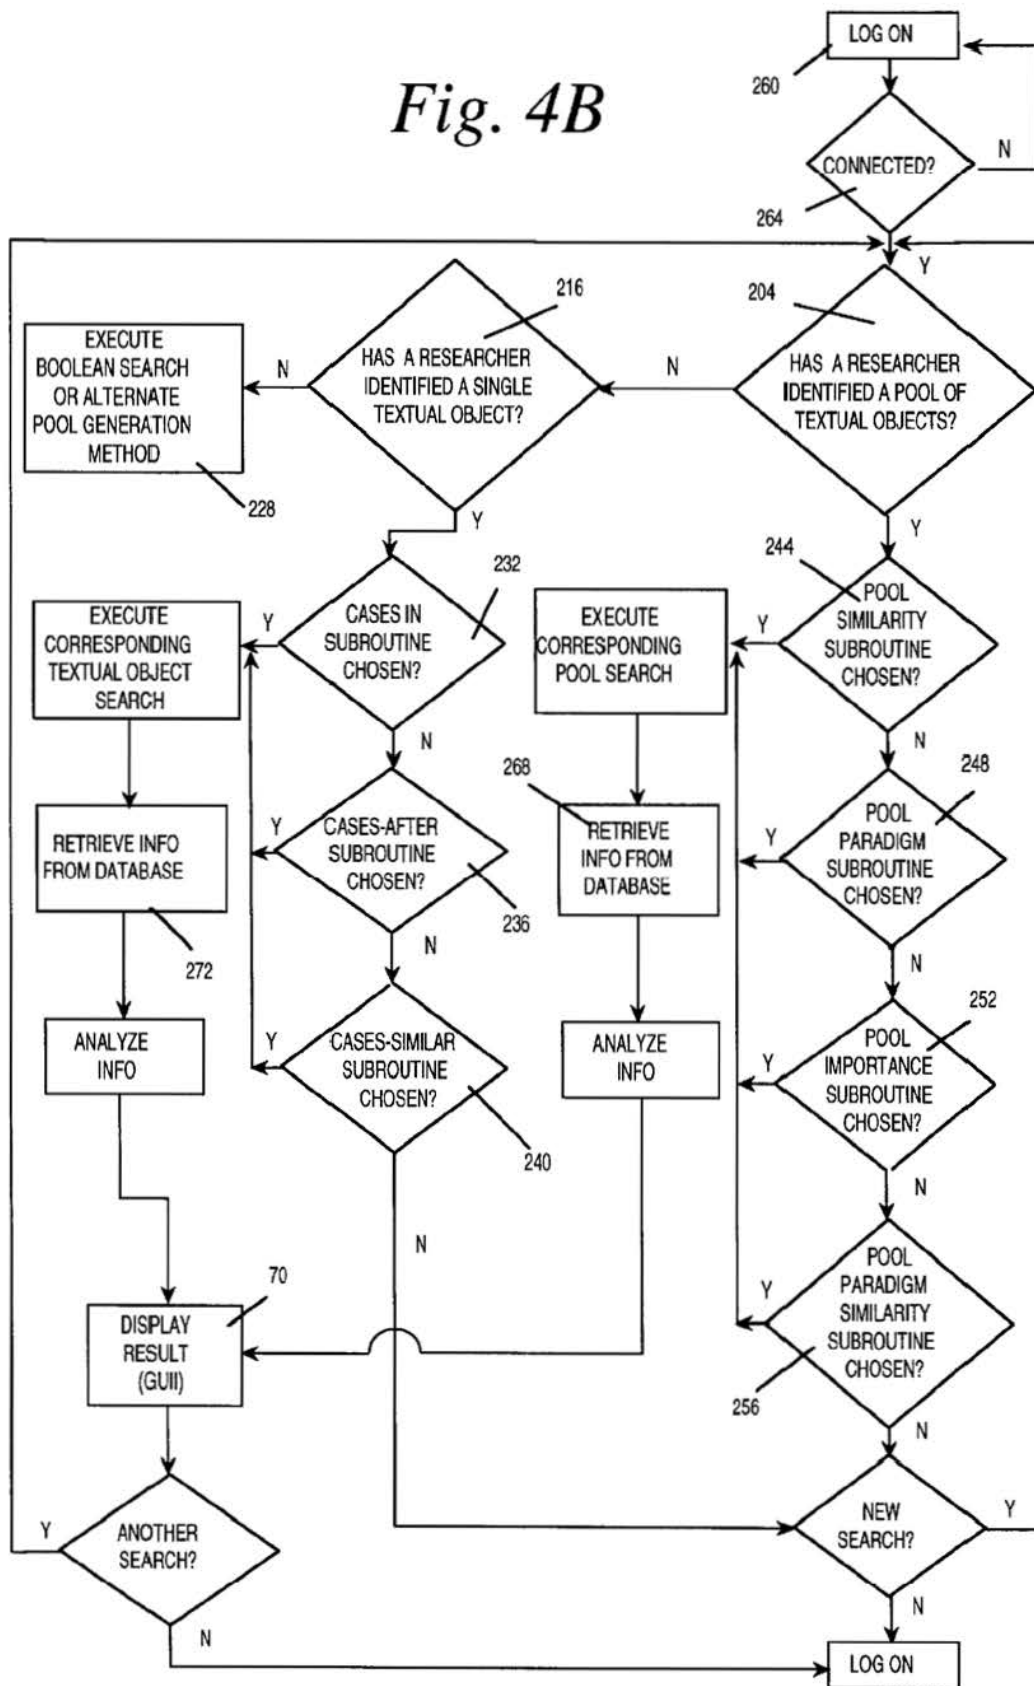 Fig. 4B
LOG ON
260
CONNECTED?
N
264
Y
204
HAS A RESEARCHER
IDENTIFIED A POOL OF
TEXTUAL OBJECTS?
N
216
HAS A RESEARCHER
IDENTIFIED A SINGLE
TEXTUAL OBJECT?
N
EXECUTE
BOOLEAN SEARCH
OR ALTERNATE
POOL GENERATION
METHOD
228
Y
Y
232
CASES IN
SUBROUTINE
CHOSEN?
Y
EXECUTE
CORRESPONDING
TEXTUAL OBJECT
SEARCH
N
CASES-AFTER
SUBROUTINE
CHOSEN?
Y
236
RETRIEVE INFO
FROM DATABASE
272
N
CASES-SIMILAR
SUBROUTINE
CHOSEN?
Y
240
ANALYZE
INFO
N
244
POOL
SIMILARITY
SUBROUTINE
CHOSEN?
Y
EXECUTE
CORRESPONDING
POOL SEARCH
N
248
POOL
PARADIGM
SUBROUTINE
CHOSEN?
Y
268
RETRIEVE
INFO FROM
DATABASE
N
252
POOL
IMPORTANCE
SUBROUTINE
CHOSEN?
Y
ANALYZE
INFO
N
POOL
PARADIGM
SIMILARITY
SUBROUTINE
CHOSEN?
Y
256
N
70
DISPLAY
RESULT
(GUII)
ANOTHER
SEARCH?
Y
N
NEW
SEARCH?
Y
N
LOG ON